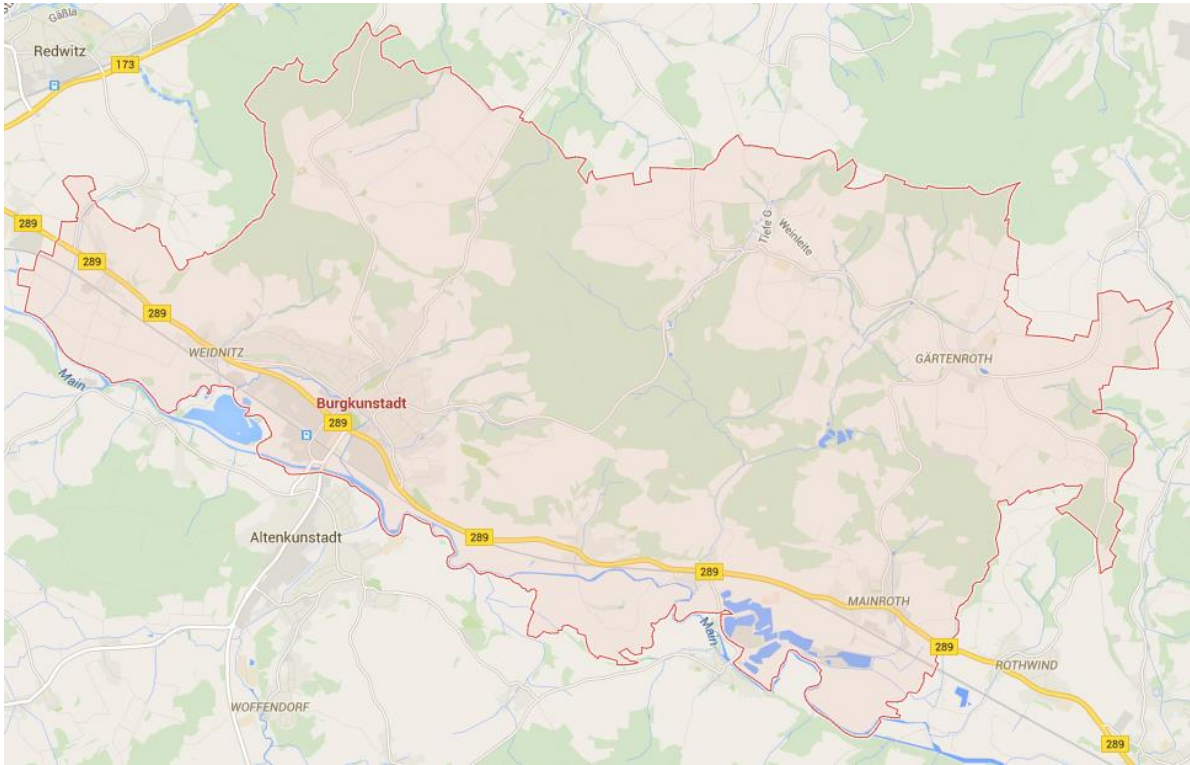 Gäßla
Redwitz
173
289
289
289
Tiefe G.
Weinleite
WEIDNITZ
GÄRTENROTH
Main
Burgkunstadt
289
Altenkunstadt
289
289
MAINROTH
Main
289
ROTHWIND
WOFFENDORF
289